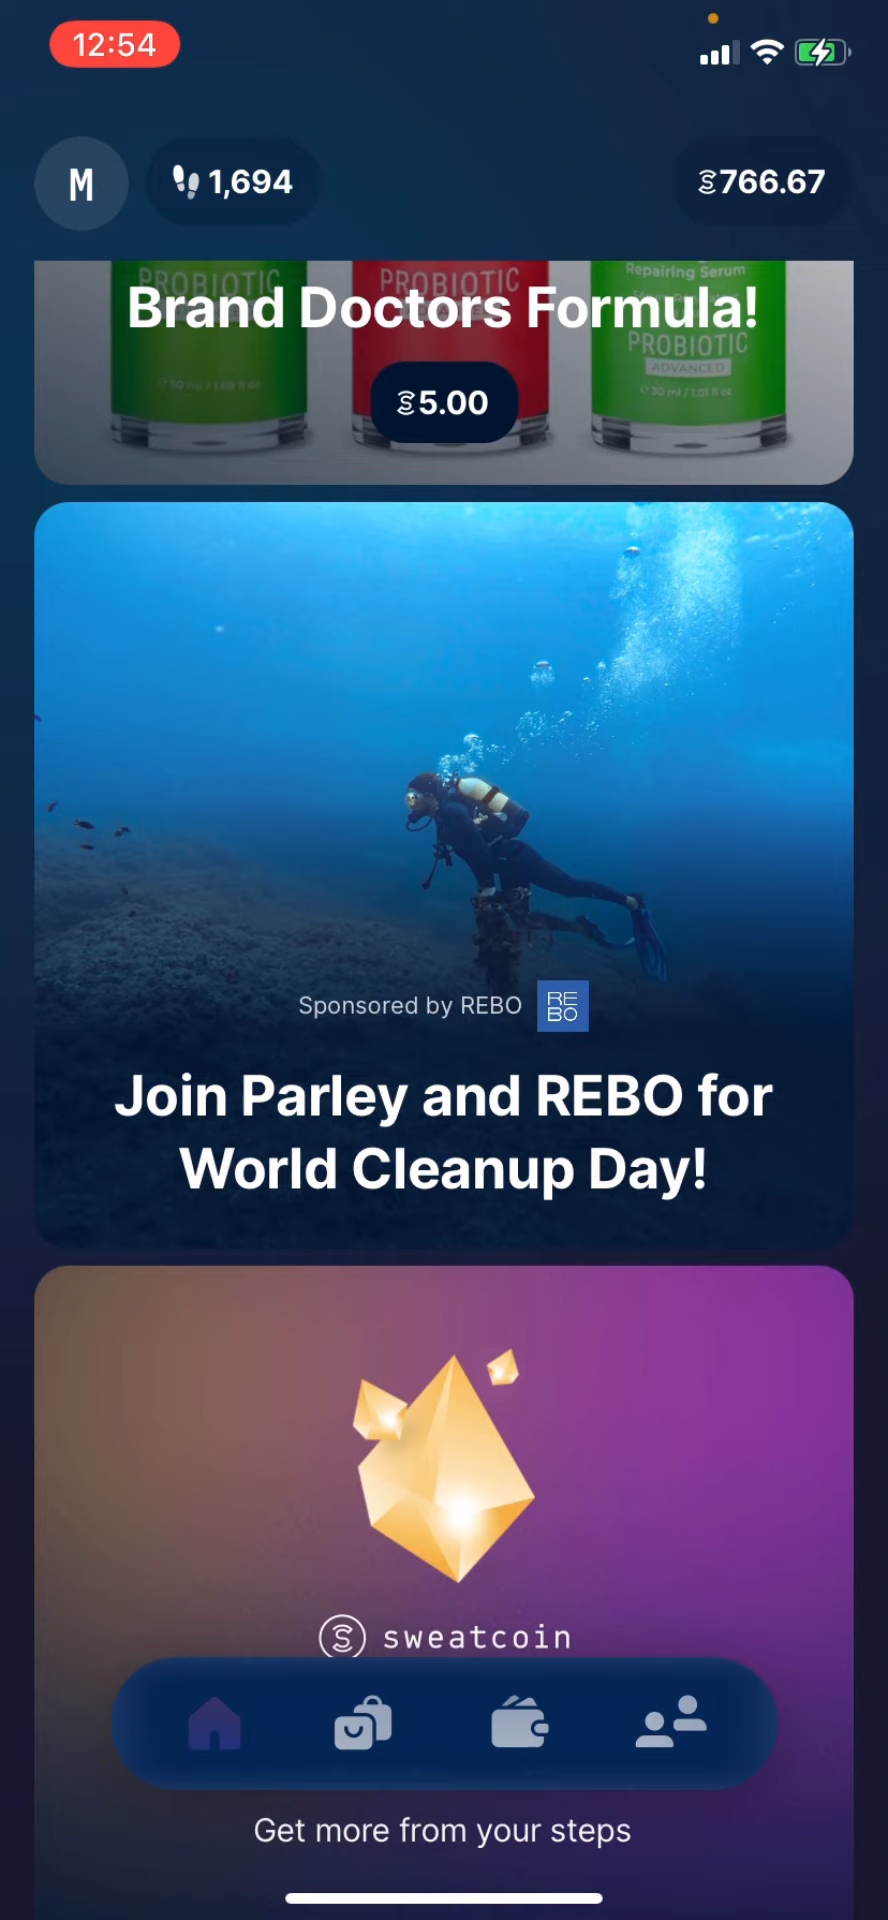 12:54
M
1,694
766.67
PROBIOTIC
PROBIOTIC
Repairing Serum
PROBIOTIC
ADVANCED
Brand Doctors Formula!
5.00
Sponsored by REBO
RE
BO
Join Parley and REBO for
World Cleanup Day!
sweatcoin
Get more from your steps